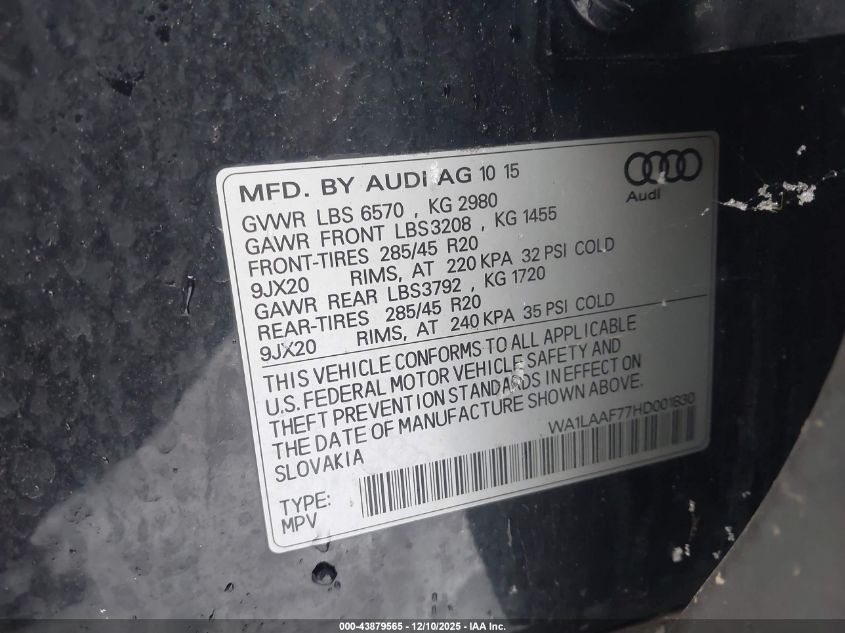 MFD. BY AUDI AG 10 15
Audi
GVWR LBS 6570 , KG 2980
GAWR FRONT LBS3208 , KG 1455
FRONT-TIRES 285/45 R20
9JX20 RIMS, AT 220 KPA 32 PSI COLD
GAWR REAR LBS3792 , KG 1720
REAR-TIRES 285/45 R20
9JX20 RIMS, AT 240 KPA 35 PSI COLD
THIS VEHICLE CONFORMS TO ALL APPLICABLE
U.S. FEDERAL MOTOR VEHICLE SAFETY AND
THEFT PREVENTION STANDARDS IN EFFECT ON
THE DATE OF MANUFACTURE SHOWN ABOVE.
SLOVAKIA
WA1LAAF77HD001630
TYPE:
MPV
000-43879565 - 12/10/2025 - IAA Inc.